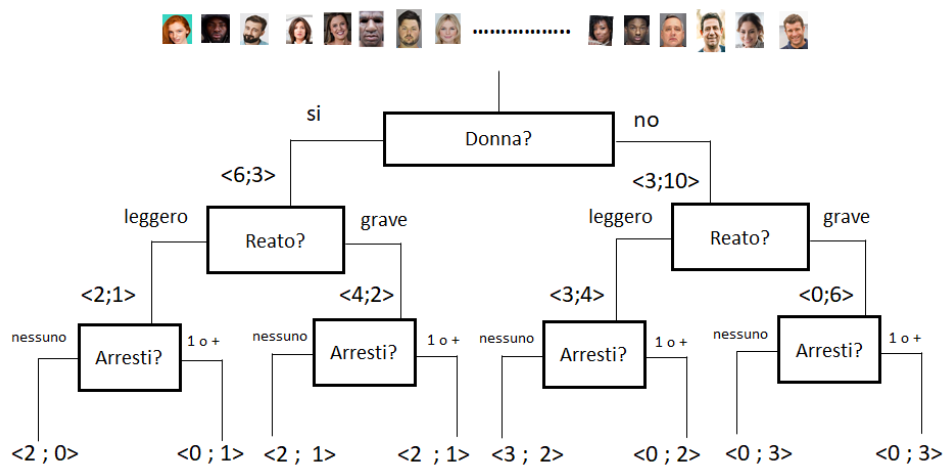 ………………..
si
Donna?
no
<6;3>
<3;10>
leggero
Reato?
grave
leggero
Reato?
grave
<2;1>
<4;2>
<3;4>
<0;6>
nessuno
Arresti?
1 o +
nessuno
Arresti?
1 o +
nessuno
Arresti?
1 o +
nessuno
Arresti?
1 o +
<2 ; 0>
<0 ; 1>
<2 ; 1>
<2 ; 1>
<3 ; 2>
<0 ; 2>
<0 ; 3>
<0 ; 3>